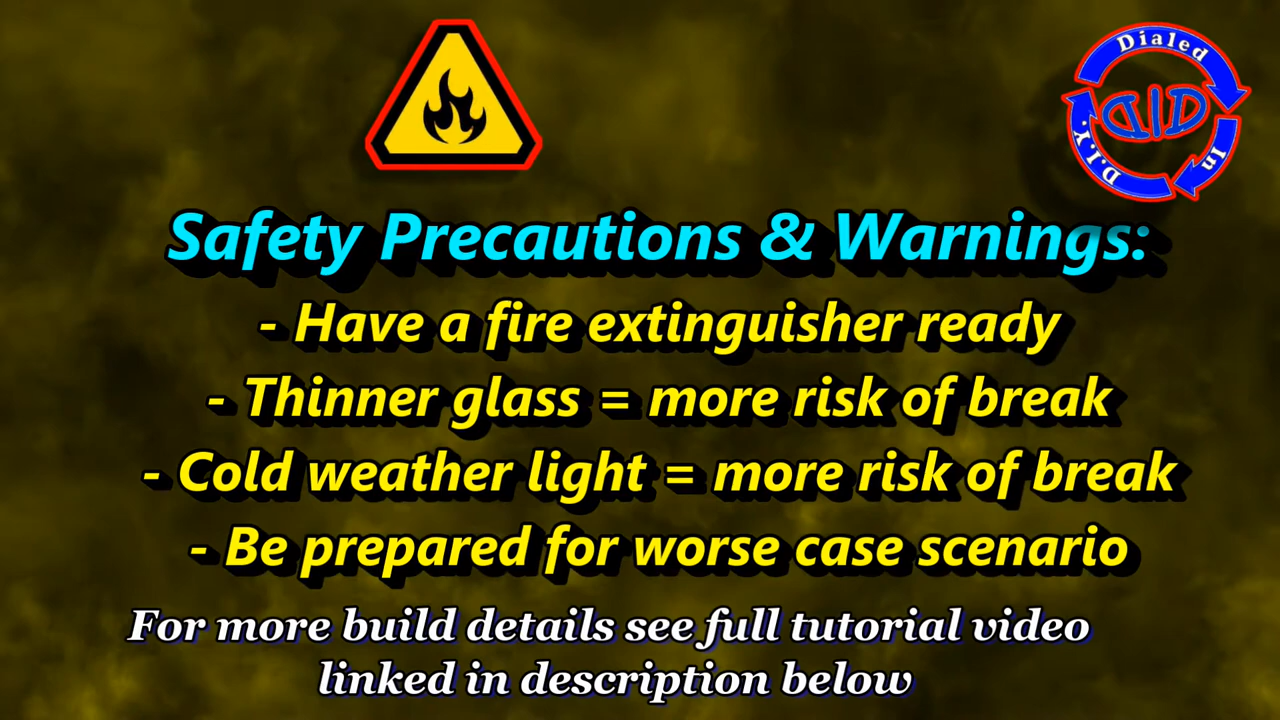 Dialed
DID
In
D.I.Y.
Safety Precautions & Warnings:
- Have a fire extinguisher ready
- Thinner glass = more risk of break
- Cold weather light = more risk of break
- Be prepared for worse case scenario
For more build details see full tutorial video
linked in description below